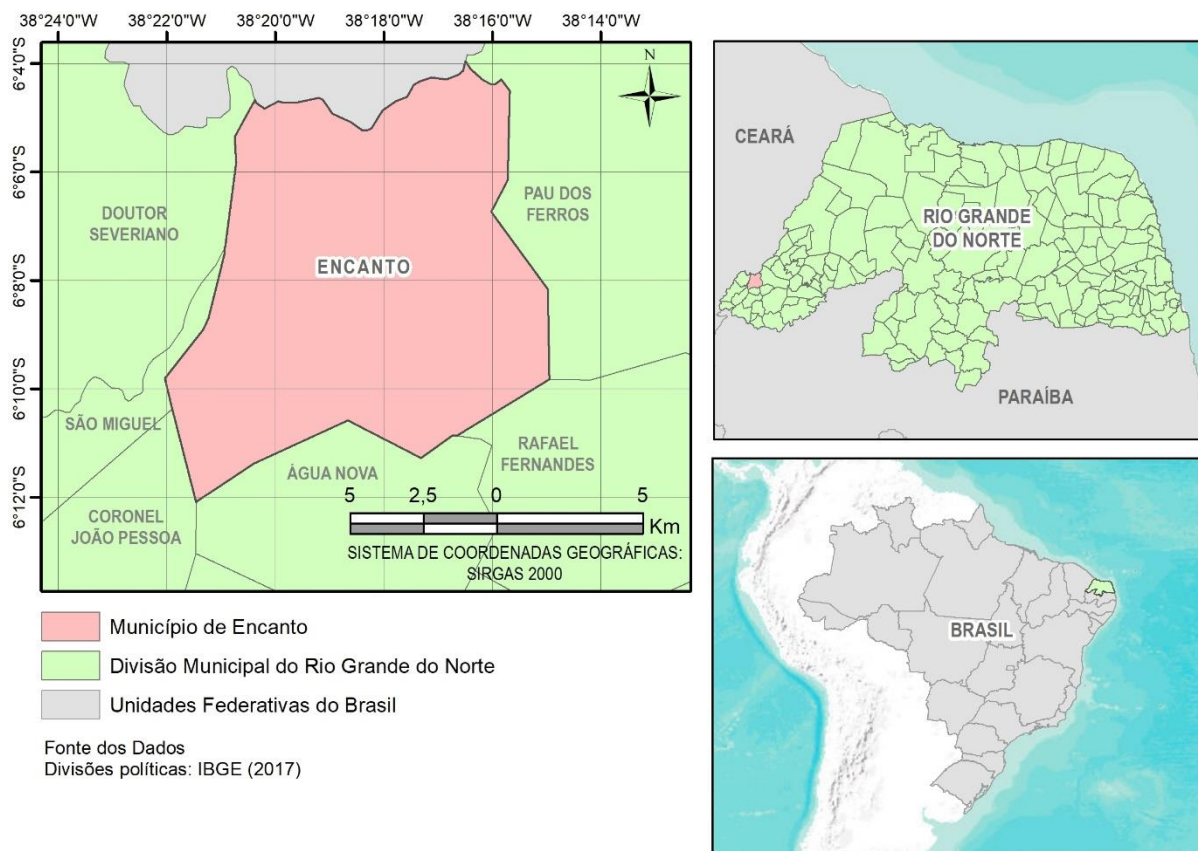 38°24'0"W 38°22'0"W 38°20'0"W 38°18'0"W 38°16'0"W 38°14'0"W
6°4'0"S
6°6'0"S
6°8'0"S
6°10'0"S
6°12'0"S
N
DOUTOR
SEVERIANO
PAU DOS
FERROS
ENCANTO
SÃO MIGUEL
ÁGUA NOVA
RAFAEL
FERNANDES
CORONEL
JOÃO PESSOA
5 2,5 0 5
Km
SISTEMA DE COORDENADAS GEOGRÁFICAS:
SIRGAS 2000
CEARÁ
RIO GRANDE
DO NORTE
PARAÍBA
BRASIL
Município de Encanto
Divisão Municipal do Rio Grande do Norte
Unidades Federativas do Brasil
Fonte dos Dados
Divisões políticas: IBGE (2017)